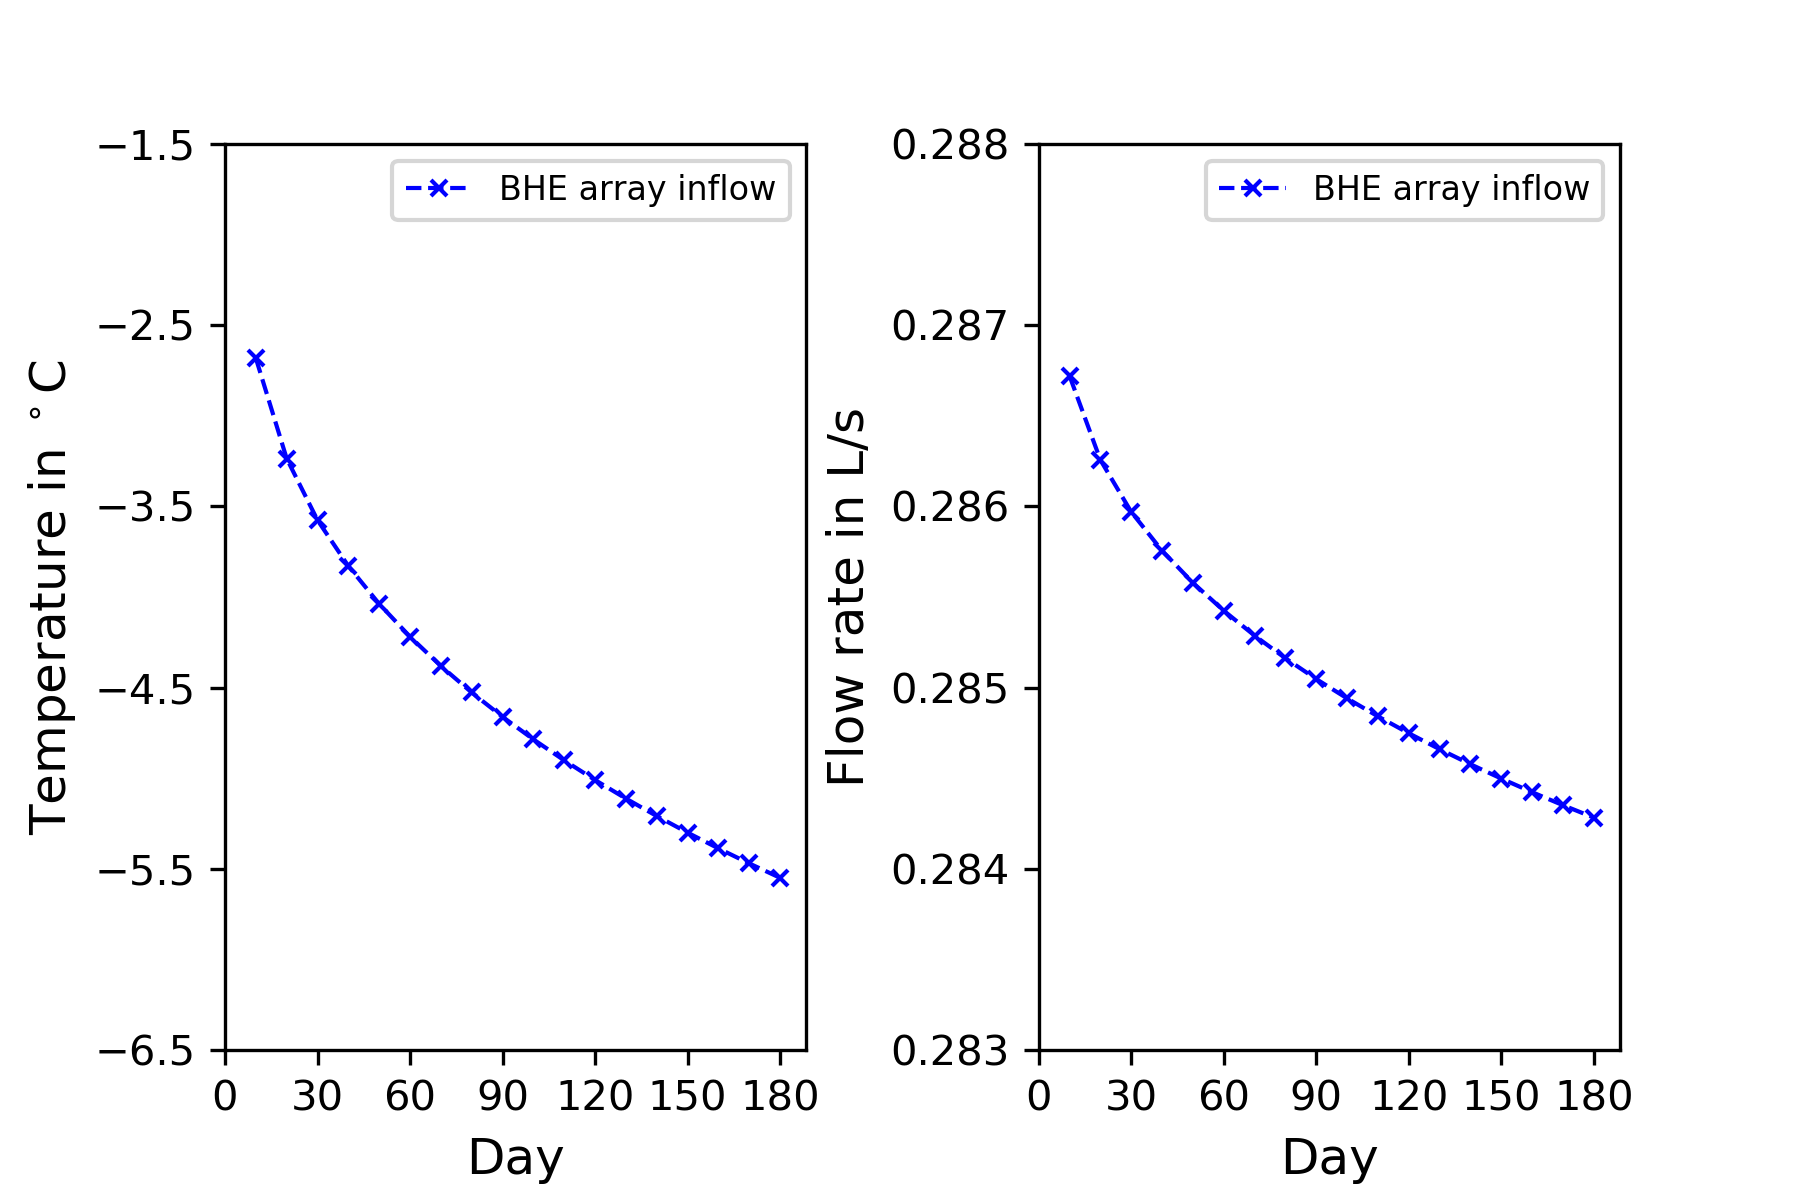 Temperature in °C
−1.5
−2.5
−3.5
−4.5
−5.5
−6.5
BHE array inflow
0 30 60 90 120 150 180
Day
Flow rate in L/s
0.288
0.287
0.286
0.285
0.284
0.283
BHE array inflow
0 30 60 90 120 150 180
Day